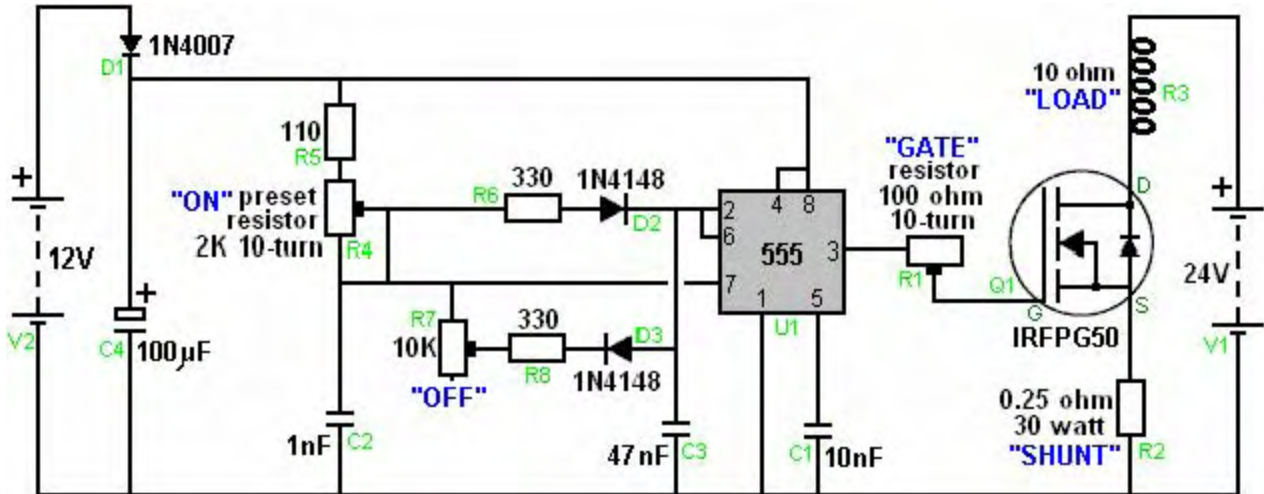 1N4007
D1
110
R5
"ON" preset
resistor
2K 10-turn
R4
330
R6
1N4148
D2
2
6
7
4
8
3
1
5
555
U1
"GATE"
resistor
100 ohm
10-turn
R1
10 ohm
"LOAD"
R3
D
Q1
G
S
IRFPG50
+
24V
V1
+
12V
V2
+
C4
100µF
R7
10K
"OFF"
330
R8
D3
1N4148
1nF
C2
47nF
C3
C1
10nF
0.25 ohm
30 watt
"SHUNT"
R2